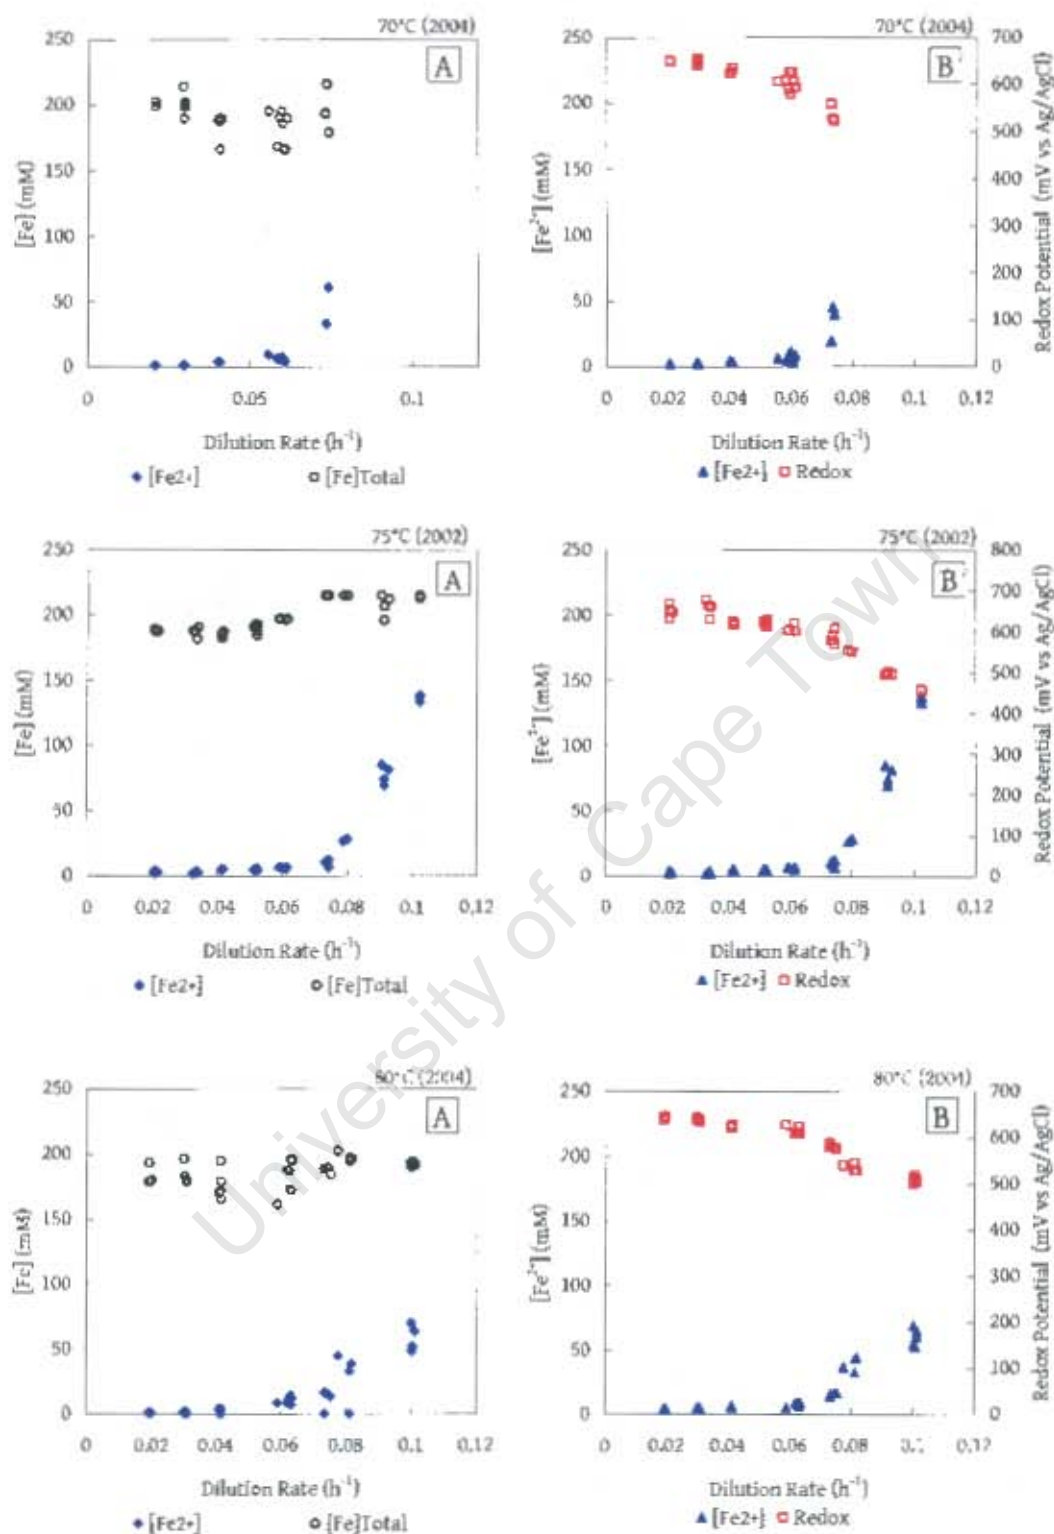 70°C (2004)
A
250
200
150
100
50
0
[Fe] (mM)
0 0.05 0.1
Dilution Rate (h⁻¹)
[Fe2+] [Fe]Total
70°C (2004)
B
250
200
150
100
50
0
[Fe²⁺] (mM)
700
600
500
400
300
200
100
0
Redox Potential (mV vs Ag/AgCl)
0 0.02 0.04 0.06 0.08 0.1 0.12
Dilution Rate (h⁻¹)
[Fe2+] Redox
75°C (2002)
A
250
200
150
100
50
0
[Fe] (mM)
0 0.02 0.04 0.06 0.08 0.1 0.12
Dilution Rate (h⁻¹)
[Fe2+] [Fe]Total
75°C (2002)
B
250
200
150
100
50
0
[Fe²⁺] (mM)
800
700
600
500
400
300
200
100
0
Redox Potential (mV vs Ag/AgCl)
0 0.02 0.04 0.06 0.08 0.1 0.12
Dilution Rate (h⁻¹)
[Fe2+] Redox
80°C (2004)
A
250
200
150
100
50
0
[Fe] (mM)
0 0.02 0.04 0.06 0.08 0.1 0.12
Dilution Rate (h⁻¹)
[Fe2+] [Fe]Total
80°C (2004)
B
250
200
150
100
50
0
[Fe²⁺] (mM)
700
600
500
400
300
200
100
0
Redox Potential (mV vs Ag/AgCl)
0 0.02 0.04 0.06 0.08 0.1 0.12
Dilution Rate (h⁻¹)
[Fe2+] Redox
University of Cape Town